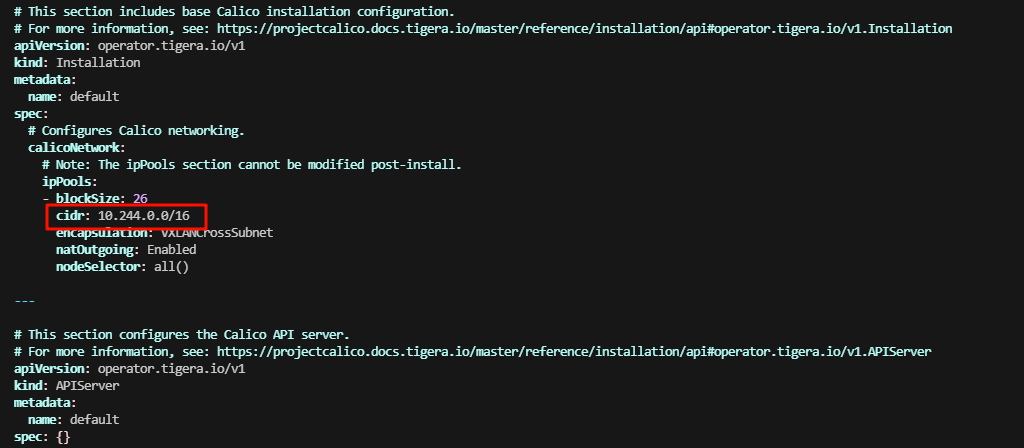 # This section includes base Calico installation configuration.
# For more information, see: https://projectcalico.docs.tigera.io/master/reference/installation/api#operator.tigera.io/v1.Installation
apiVersion: operator.tigera.io/v1
kind: Installation
metadata:
  name: default
spec:
  # Configures Calico networking.
  calicoNetwork:
    # Note: The ipPools section cannot be modified post-install.
    ipPools:
    - blockSize: 26
      cidr: 10.244.0.0/16
      encapsulation: VXLANCrossSubnet
      natOutgoing: Enabled
      nodeSelector: all()
---
# This section configures the Calico API server.
# For more information, see: https://projectcalico.docs.tigera.io/master/reference/installation/api#operator.tigera.io/v1.APIServer
apiVersion: operator.tigera.io/v1
kind: APIServer
metadata:
  name: default
spec: {}